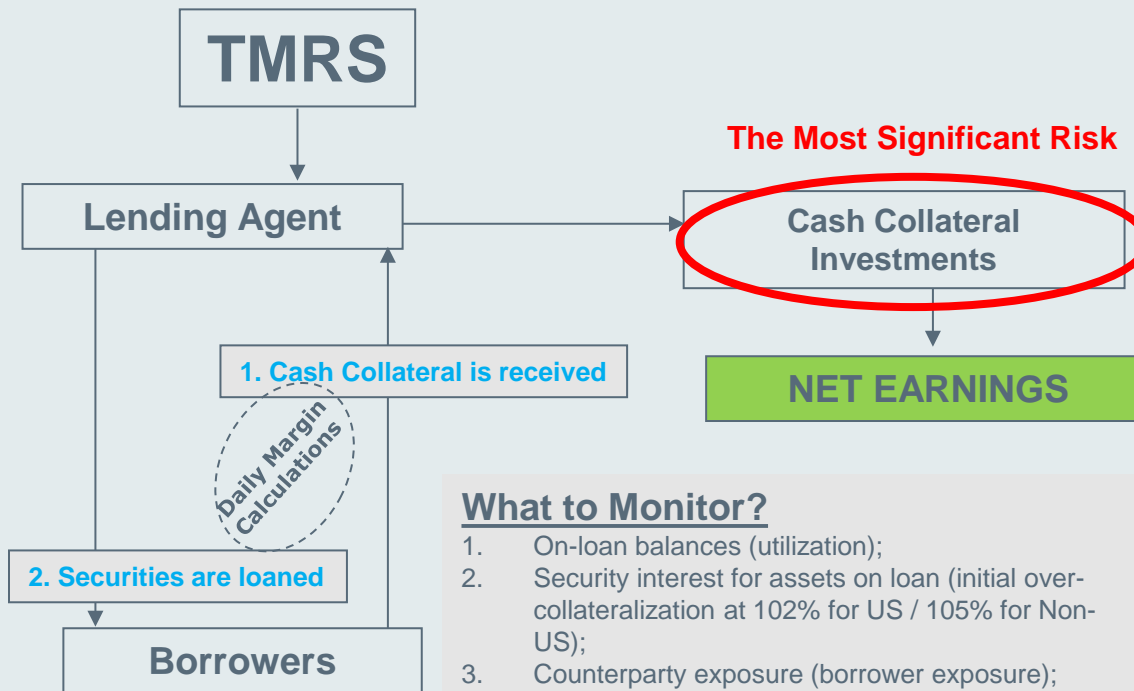 TMRS
The Most Significant Risk
Lending Agent
Cash Collateral
Investments
1. Cash Collateral is received
NET EARNINGS
Daily Margin
Calculations
What to Monitor?
1. On-loan balances (utilization);
2. Security interest for assets on loan (initial over-
collateralization at 102% for US / 105% for Non-
US);
3. Counterparty exposure (borrower exposure);
2. Securities are loaned
Borrowers